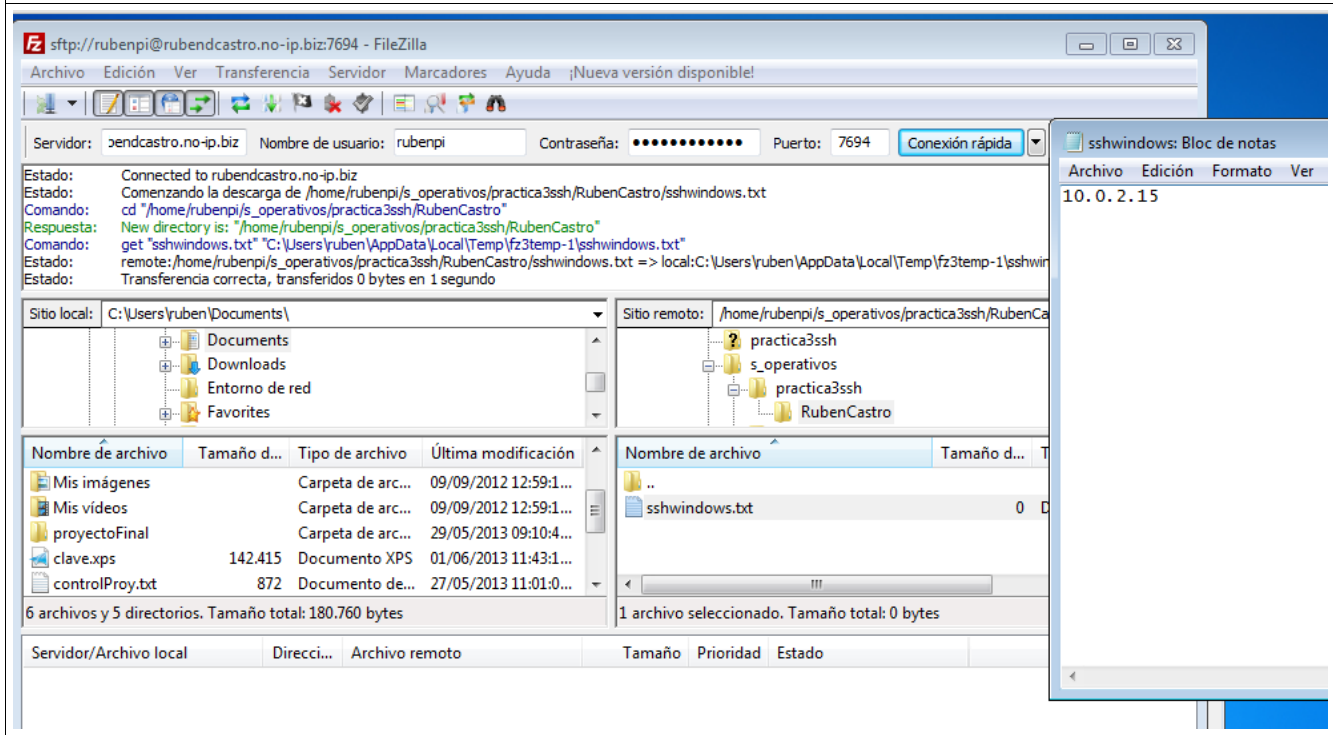 sftp://rubenpi@rubendcastro.no-ip.biz:7694 - FileZilla
Archivo Edición Ver Transferencia Servidor Marcadores Ayuda ¡Nueva versión disponible!
Servidor: endcastro.no-ip.biz Nombre de usuario: rubenpi Contraseña: ●●●●●●●●●●●● Puerto: 7694 Conexión rápida
Estado: Connected to rubendcastro.no-ip.biz
Estado: Comenzando la descarga de /home/rubenpi/s_operativos/practica3ssh/RubenCastro/sshwindows.txt
Comando: cd "/home/rubenpi/s_operativos/practica3ssh/RubenCastro"
Respuesta: New directory is: "/home/rubenpi/s_operativos/practica3ssh/RubenCastro"
Comando: get "sshwindows.txt" "C:\Users\ruben\AppData\Local\Temp\fz3temp-1\sshwindows.txt"
Estado: remote:/home/rubenpi/s_operativos/practica3ssh/RubenCastro/sshwindows.txt => local:C:\Users\ruben\AppData\Local\Temp\fz3temp-1\sshwin
Estado: Transferencia correcta, transferidos 0 bytes en 1 segundo
Sitio local: C:\Users\ruben\Documents\
Documents
Downloads
Entorno de red
Favorites
Nombre de archivo Tamaño d... Tipo de archivo Última modificación
Mis imágenes Carpeta de arc... 09/09/2012 12:59:1...
Mis vídeos Carpeta de arc... 09/09/2012 12:59:1...
proyectoFinal Carpeta de arc... 29/05/2013 09:10:4...
clave.xps 142.415 Documento XPS 01/06/2013 11:43:1...
controlProy.txt 872 Documento de... 27/05/2013 11:01:0...
6 archivos y 5 directorios. Tamaño total: 180.760 bytes
Sitio remoto: /home/rubenpi/s_operativos/practica3ssh/RubenCa
practica3ssh
s_operativos
practica3ssh
RubenCastro
Nombre de archivo Tamaño d... T
..
sshwindows.txt 0 D
1 archivo seleccionado. Tamaño total: 0 bytes
Servidor/Archivo local Direcci... Archivo remoto Tamaño Prioridad Estado
sshwindows: Bloc de notas
Archivo Edición Formato Ver
10.0.2.15